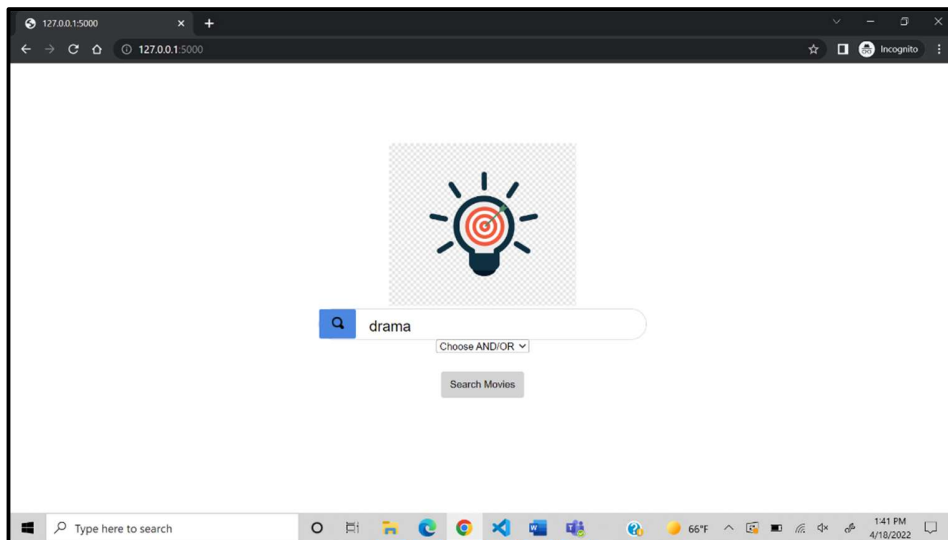 127.0.0.1:5000
127.0.0.1:5000
Incognito
drama
Choose AND/OR
Search Movies
Type here to search
66°F
1:41 PM
4/18/2022